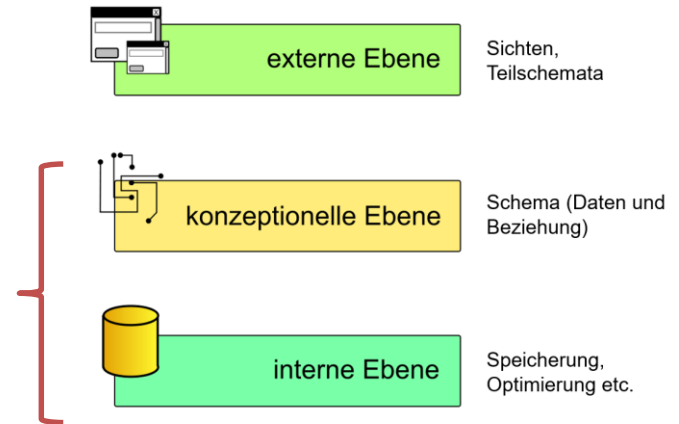 externe Ebene
Sichten,
Teilschemata
konzeptionelle Ebene
Schema (Daten und
Beziehung)
interne Ebene
Speicherung,
Optimierung etc.